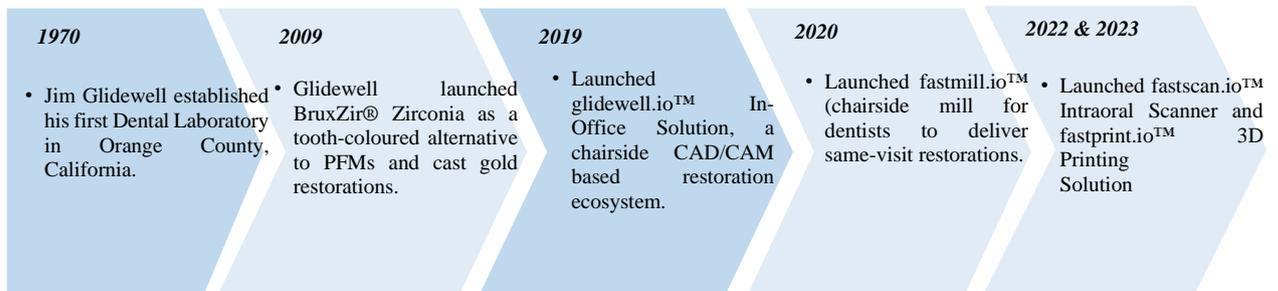 1970
• Jim Glidewell established
his first Dental Laboratory
in Orange County,
California.
2009
• Glidewell launched
BruxZir® Zirconia as a
tooth-coloured alternative
to PFMs and cast gold
restorations.
2019
• Launched
glidewell.io™ In-
Office Solution, a
chairside CAD/CAM
based restoration
ecosystem.
2020
• Launched fastmill.io™
(chairside mill for
dentists to deliver
same-visit restorations.
2022 & 2023
• Launched fastscan.io™
Intraoral Scanner and
fastprint.io™ 3D
Printing
Solution